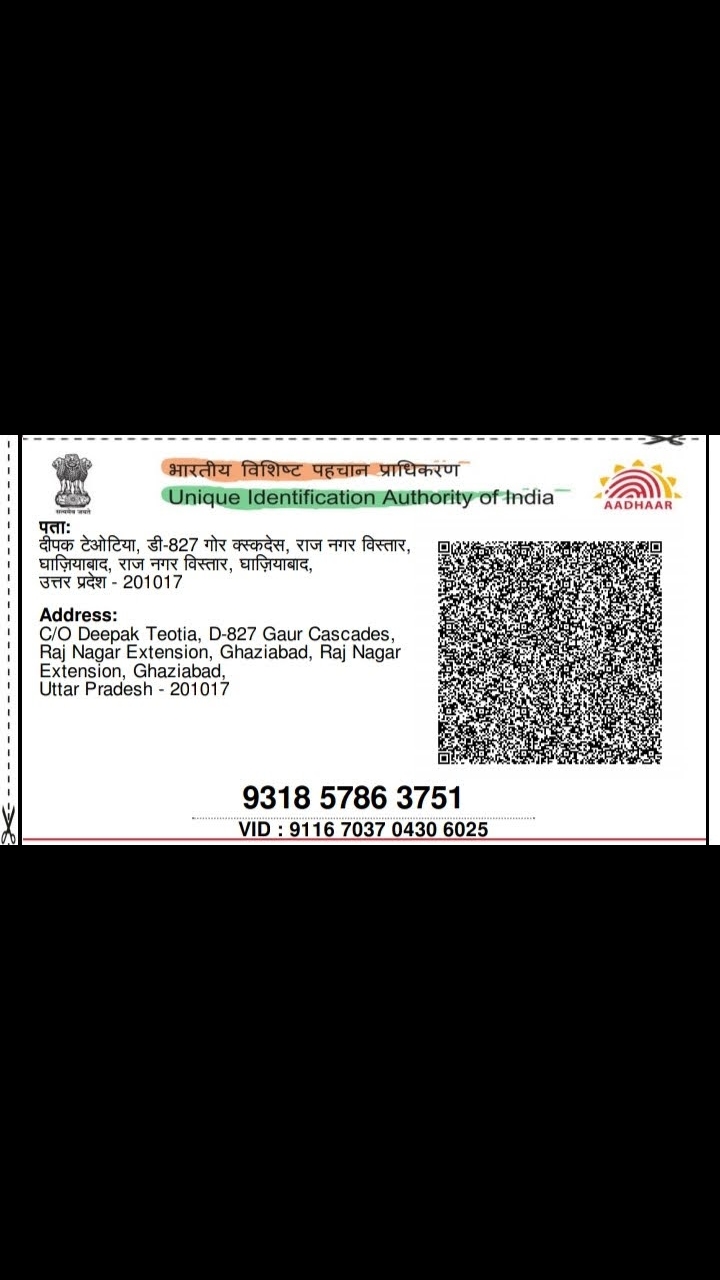 भारतीय विशिष्ट पहचान प्राधिकरण
Unique Identification Authority of India
सत्यमेव जयते
AADHAAR
पता:
दीपक टेओटिया, डी-827 गोर क्स्कदेस, राज नगर विस्तार,
घाज़ियाबाद, राज नगर विस्तार, घाज़ियाबाद,
उत्तर प्रदेश - 201017
Address:
C/O Deepak Teotia, D-827 Gaur Cascades,
Raj Nagar Extension, Ghaziabad, Raj Nagar
Extension, Ghaziabad,
Uttar Pradesh - 201017
9318 5786 3751
VID : 9116 7037 0430 6025